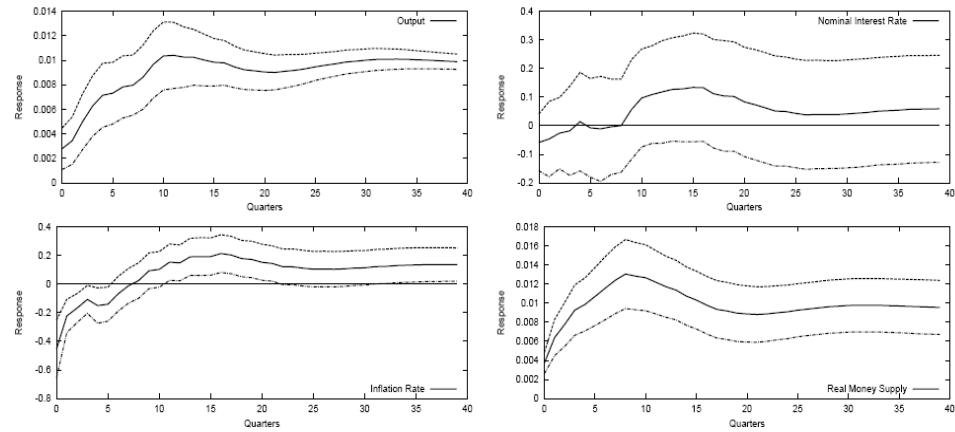 Output
0.014
0.012
0.01
0.008
0.006
0.004
0.002
0
Response
0 5 10 15 20 25 30 35 40
Quarters
Nominal Interest Rate
0.4
0.3
0.2
0.1
0
-0.1
-0.2
Response
0 5 10 15 20 25 30 35 40
Quarters
0.4
0.2
0
-0.2
-0.4
-0.6
-0.8
Response
Inflation Rate
0 5 10 15 20 25 30 35 40
Quarters
0.018
0.016
0.014
0.012
0.01
0.008
0.006
0.004
0.002
0
Response
Real Money Supply
0 5 10 15 20 25 30 35 40
Quarters